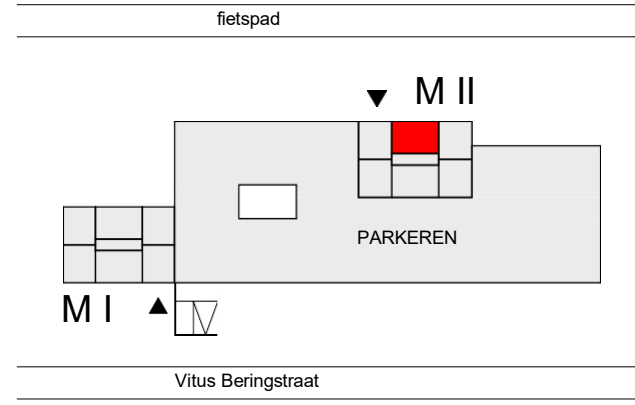 fietspad
M II
PARKEREN
M I
Vitus Beringstraat